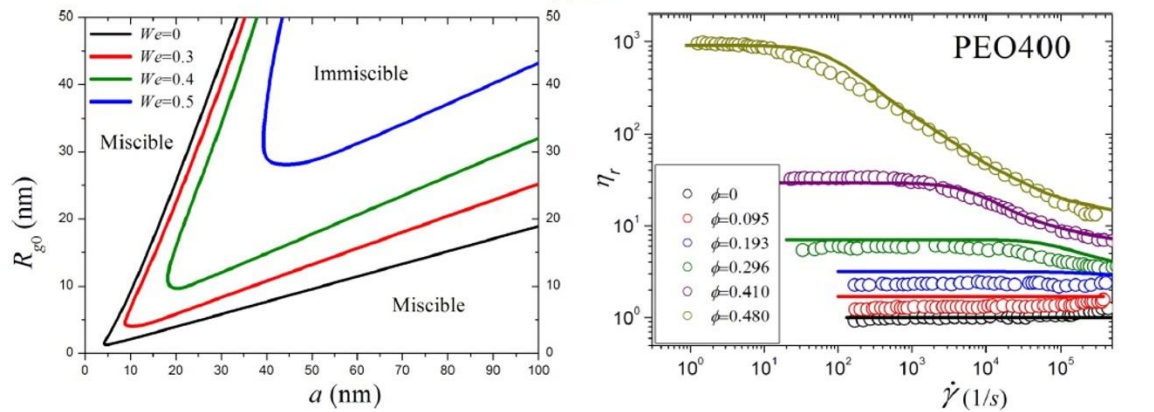 50
40
30
20
10
0
R_g0 (nm)
We=0
We=0.3
We=0.4
We=0.5
Miscible
Immiscible
Miscible
50
40
30
20
10
0
0 10 20 30 40 50 60 70 80 90 100
a (nm)
PEO400
10³
10²
10¹
10⁰
η_r
ϕ=0
ϕ=0.095
ϕ=0.193
ϕ=0.296
ϕ=0.410
ϕ=0.480
10⁰ 10¹ 10² 10³ 10⁴ 10⁵
γ̇ (1/s)